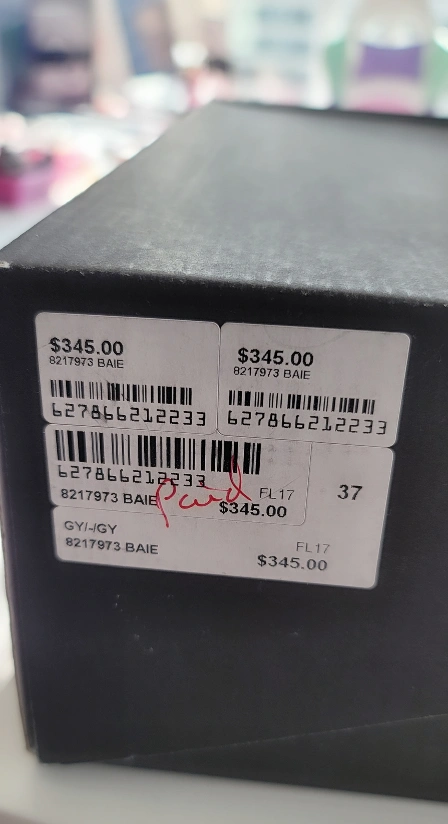 $345.00
8217973 BAIE
627866212233
$345.00
8217973 BAIE
627866212233
627866212233
8217973 BAIE
Paid
FL17
$345.00
37
GY/-/GY
8217973 BAIE
FL17
$345.00